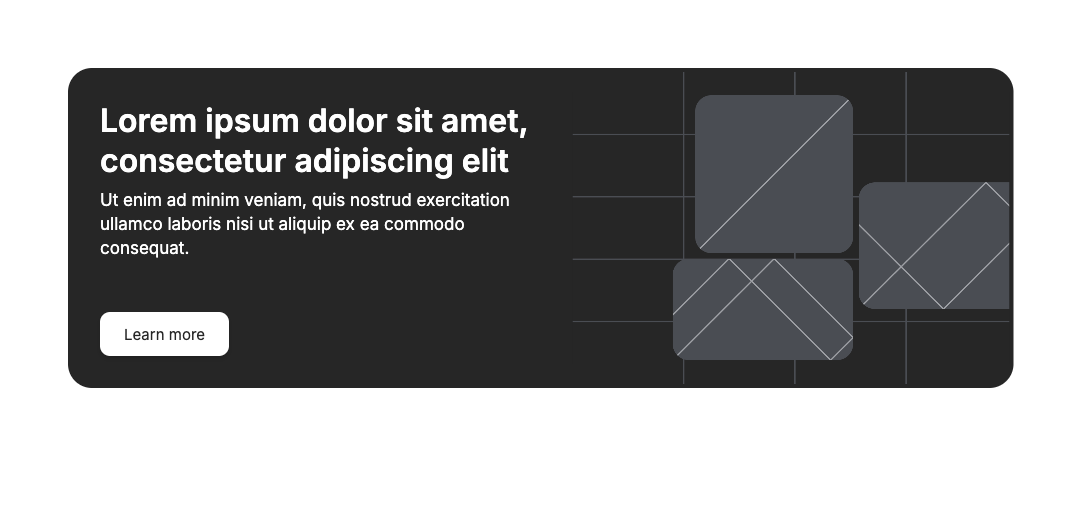 Lorem ipsum dolor sit amet,
consectetur adipiscing elit
Ut enim ad minim veniam, quis nostrud exercitation
ullamco laboris nisi ut aliquip ex ea commodo
consequat.
Learn more